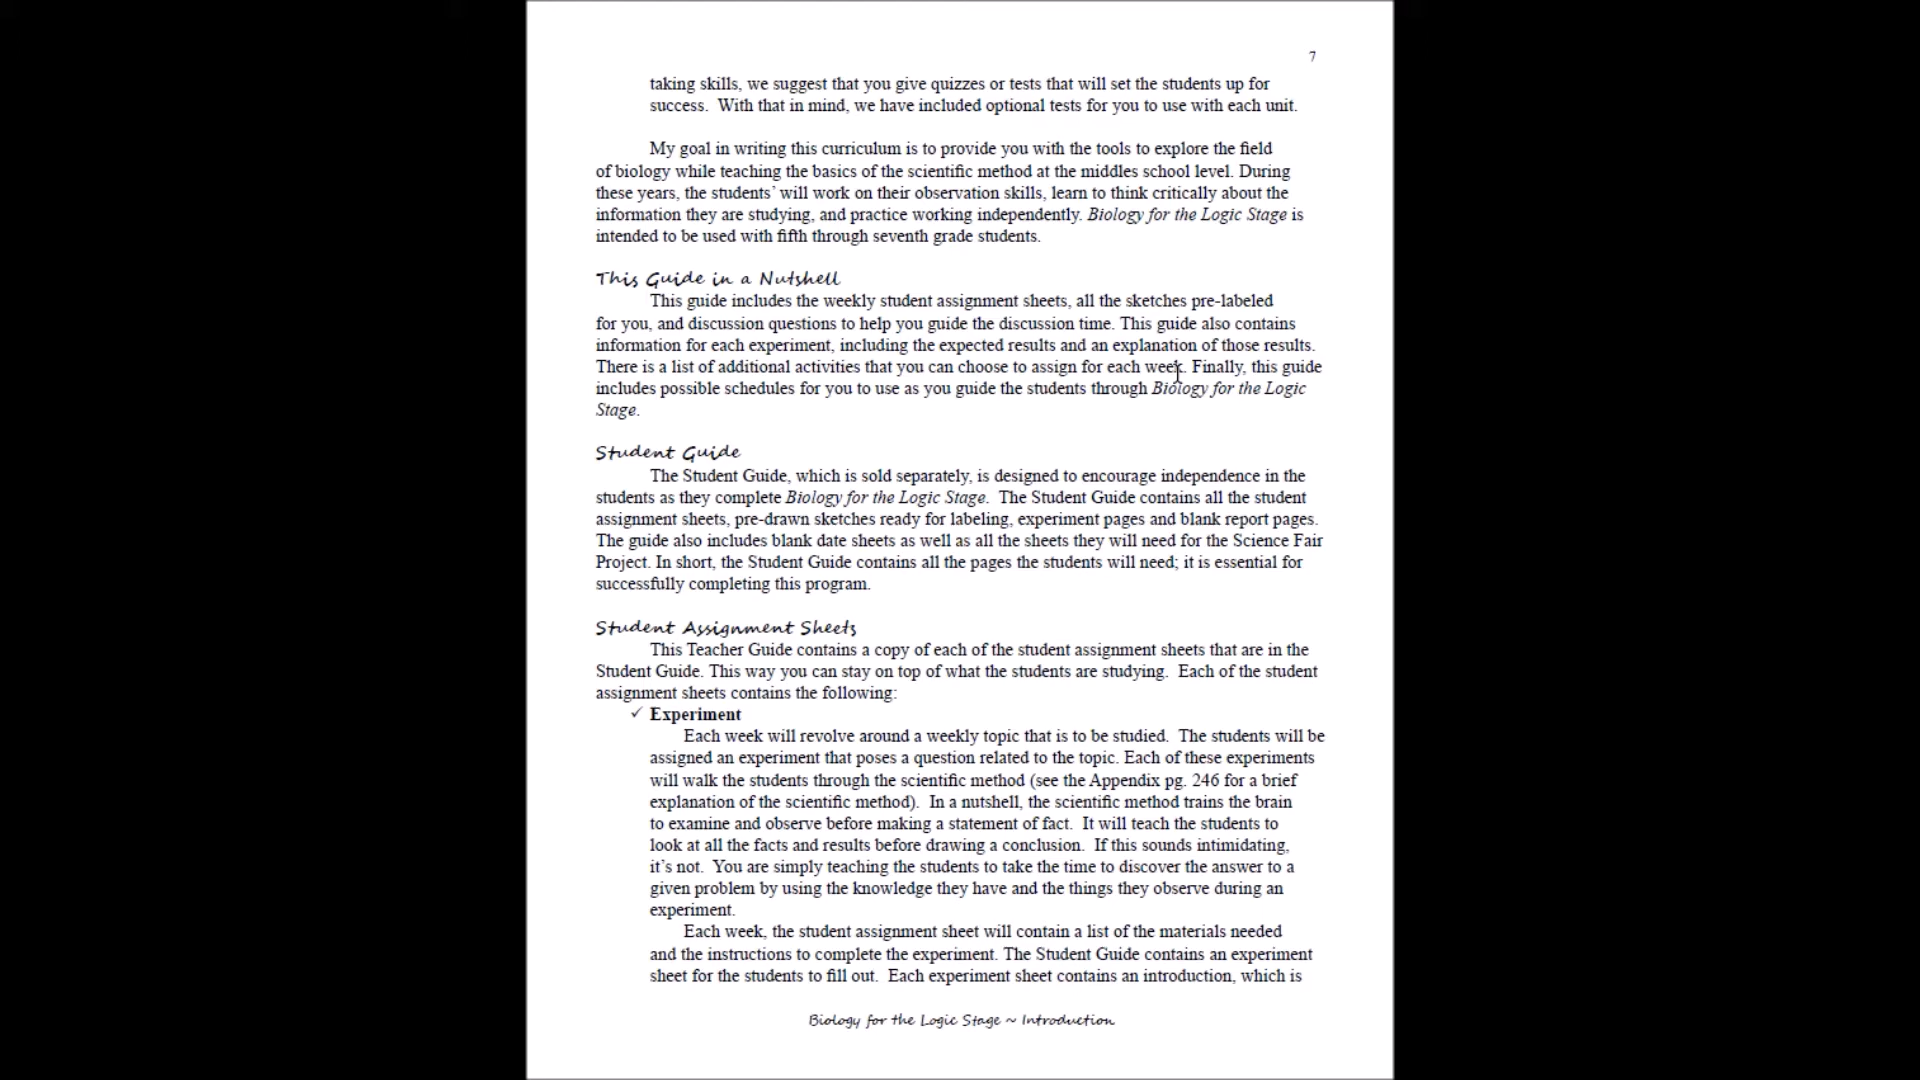 7
taking skills, we suggest that you give quizzes or tests that will set the students up for
success.  With that in mind, we have included optional tests for you to use with each unit.
My goal in writing this curriculum is to provide you with the tools to explore the field
of biology while teaching the basics of the scientific method at the middles school level. During
these years, the students’ will work on their observation skills, learn to think critically about the
information they are studying, and practice working independently. Biology for the Logic Stage is
intended to be used with fifth through seventh grade students.
This Guide in a Nutshell
This guide includes the weekly student assignment sheets, all the sketches pre-labeled
for you, and discussion questions to help you guide the discussion time. This guide also contains
information for each experiment, including the expected results and an explanation of those results.
There is a list of additional activities that you can choose to assign for each week. Finally, this guide
includes possible schedules for you to use as you guide the students through Biology for the Logic
Stage.
Student Guide
The Student Guide, which is sold separately, is designed to encourage independence in the
students as they complete Biology for the Logic Stage.  The Student Guide contains all the student
assignment sheets, pre-drawn sketches ready for labeling, experiment pages and blank report pages.
The guide also includes blank date sheets as well as all the sheets they will need for the Science Fair
Project. In short, the Student Guide contains all the pages the students will need; it is essential for
successfully completing this program.
Student Assignment Sheets
This Teacher Guide contains a copy of each of the student assignment sheets that are in the
Student Guide. This way you can stay on top of what the students are studying.  Each of the student
assignment sheets contains the following:
✓ Experiment
Each week will revolve around a weekly topic that is to be studied.  The students will be
assigned an experiment that poses a question related to the topic. Each of these experiments
will walk the students through the scientific method (see the Appendix pg. 246 for a brief
explanation of the scientific method).  In a nutshell, the scientific method trains the brain
to examine and observe before making a statement of fact.  It will teach the students to
look at all the facts and results before drawing a conclusion.  If this sounds intimidating,
it’s not.  You are simply teaching the students to take the time to discover the answer to a
given problem by using the knowledge they have and the things they observe during an
experiment.
Each week, the student assignment sheet will contain a list of the materials needed
and the instructions to complete the experiment. The Student Guide contains an experiment
sheet for the students to fill out.  Each experiment sheet contains an introduction, which is
Biology for the Logic Stage ~ Introduction